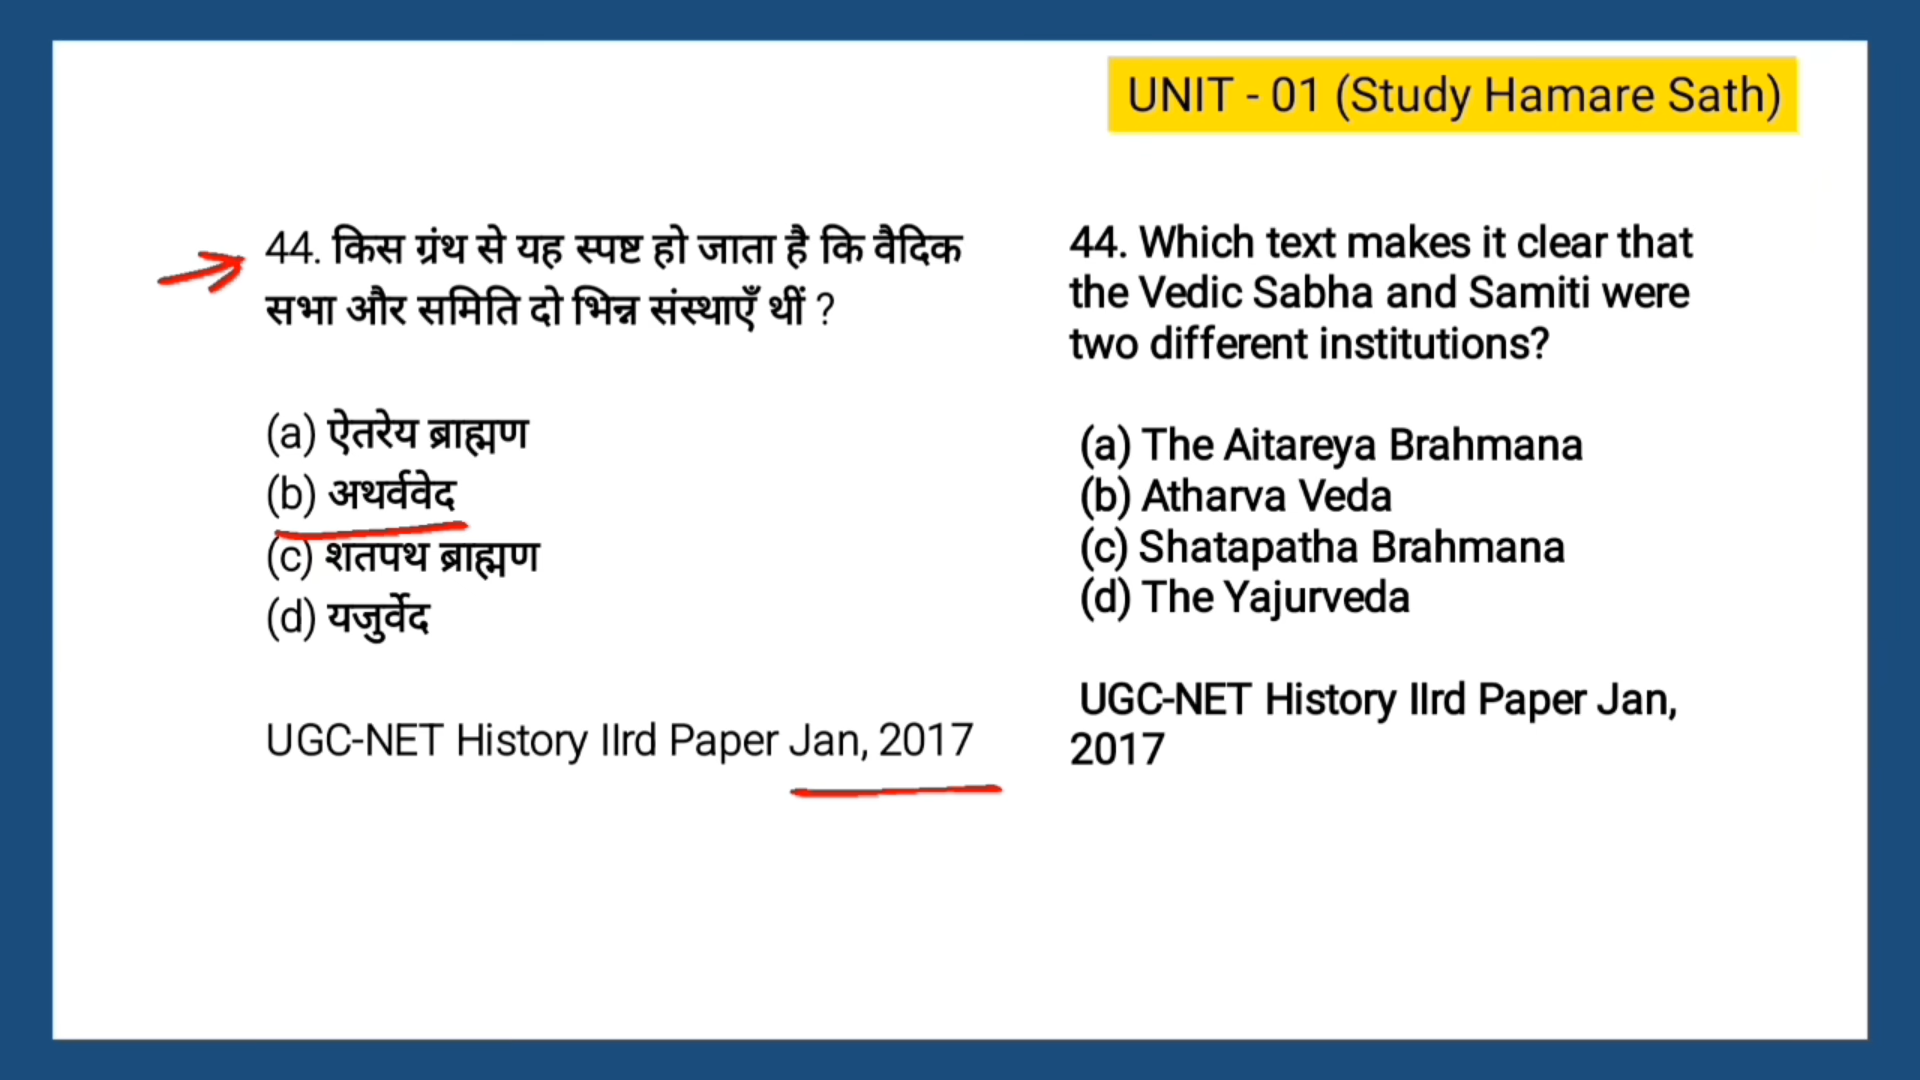 UNIT - 01 (Study Hamare Sath)
44. किस ग्रंथ से यह स्पष्ट हो जाता है कि वैदिक
सभा और समिति दो भिन्न संस्थाएँ थीं ?
(a) ऐतरेय ब्राह्मण
(b) अथर्ववेद
(c) शतपथ ब्राह्मण
(d) यजुर्वेद
UGC-NET History IIrd Paper Jan, 2017
44. Which text makes it clear that
the Vedic Sabha and Samiti were
two different institutions?
(a) The Aitareya Brahmana
(b) Atharva Veda
(c) Shatapatha Brahmana
(d) The Yajurveda
UGC-NET History IIrd Paper Jan,
2017